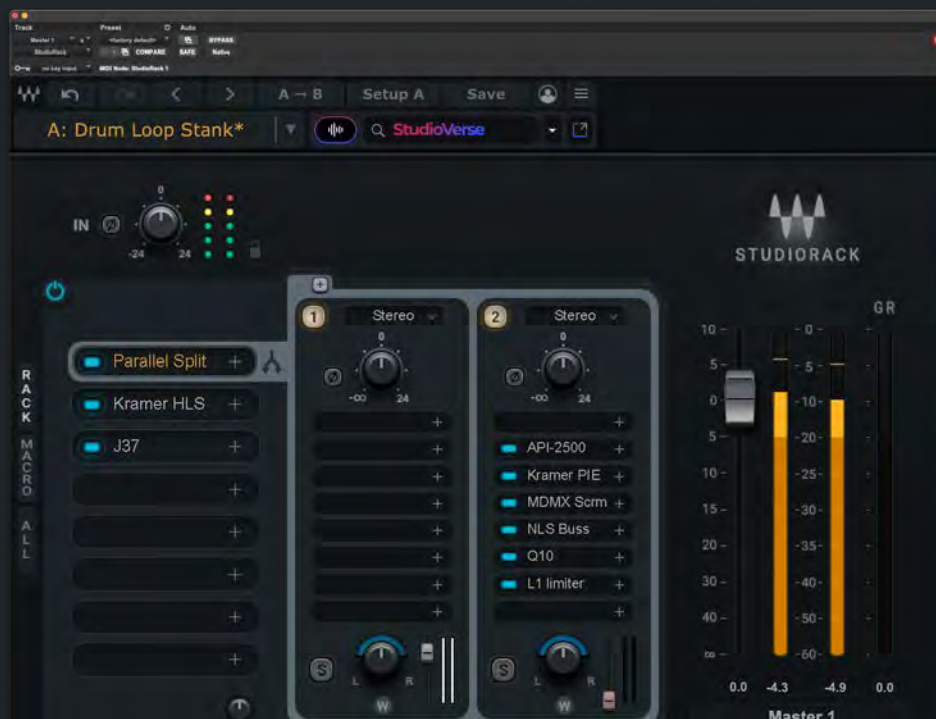 Track Preset Auto
Master 1 a <factory default>
StudioRack COMPARE SAFE BYPASS Native
no key input MIDI Node: StudioRack 1
A → B Setup A Save
A: Drum Loop Stank* StudioVerse
IN
0
-24 24
STUDIORACK
RACK
MACRO
ALL
Parallel Split
Kramer HLS
J37
1 Stereo
0
-∞ 24
S L R
W
2 Stereo
0
-∞ 24
API-2500
Kramer PIE
MDMX Scrm
NLS Buss
Q10
L1 limiter
S L R
W
GR
10 0
5 -5
0 -10
5 -20
10 -25
15 -30
20 -35
30 -40
40 -50
∞ -60
0.0 -4.3 -4.9 0.0
Master 1